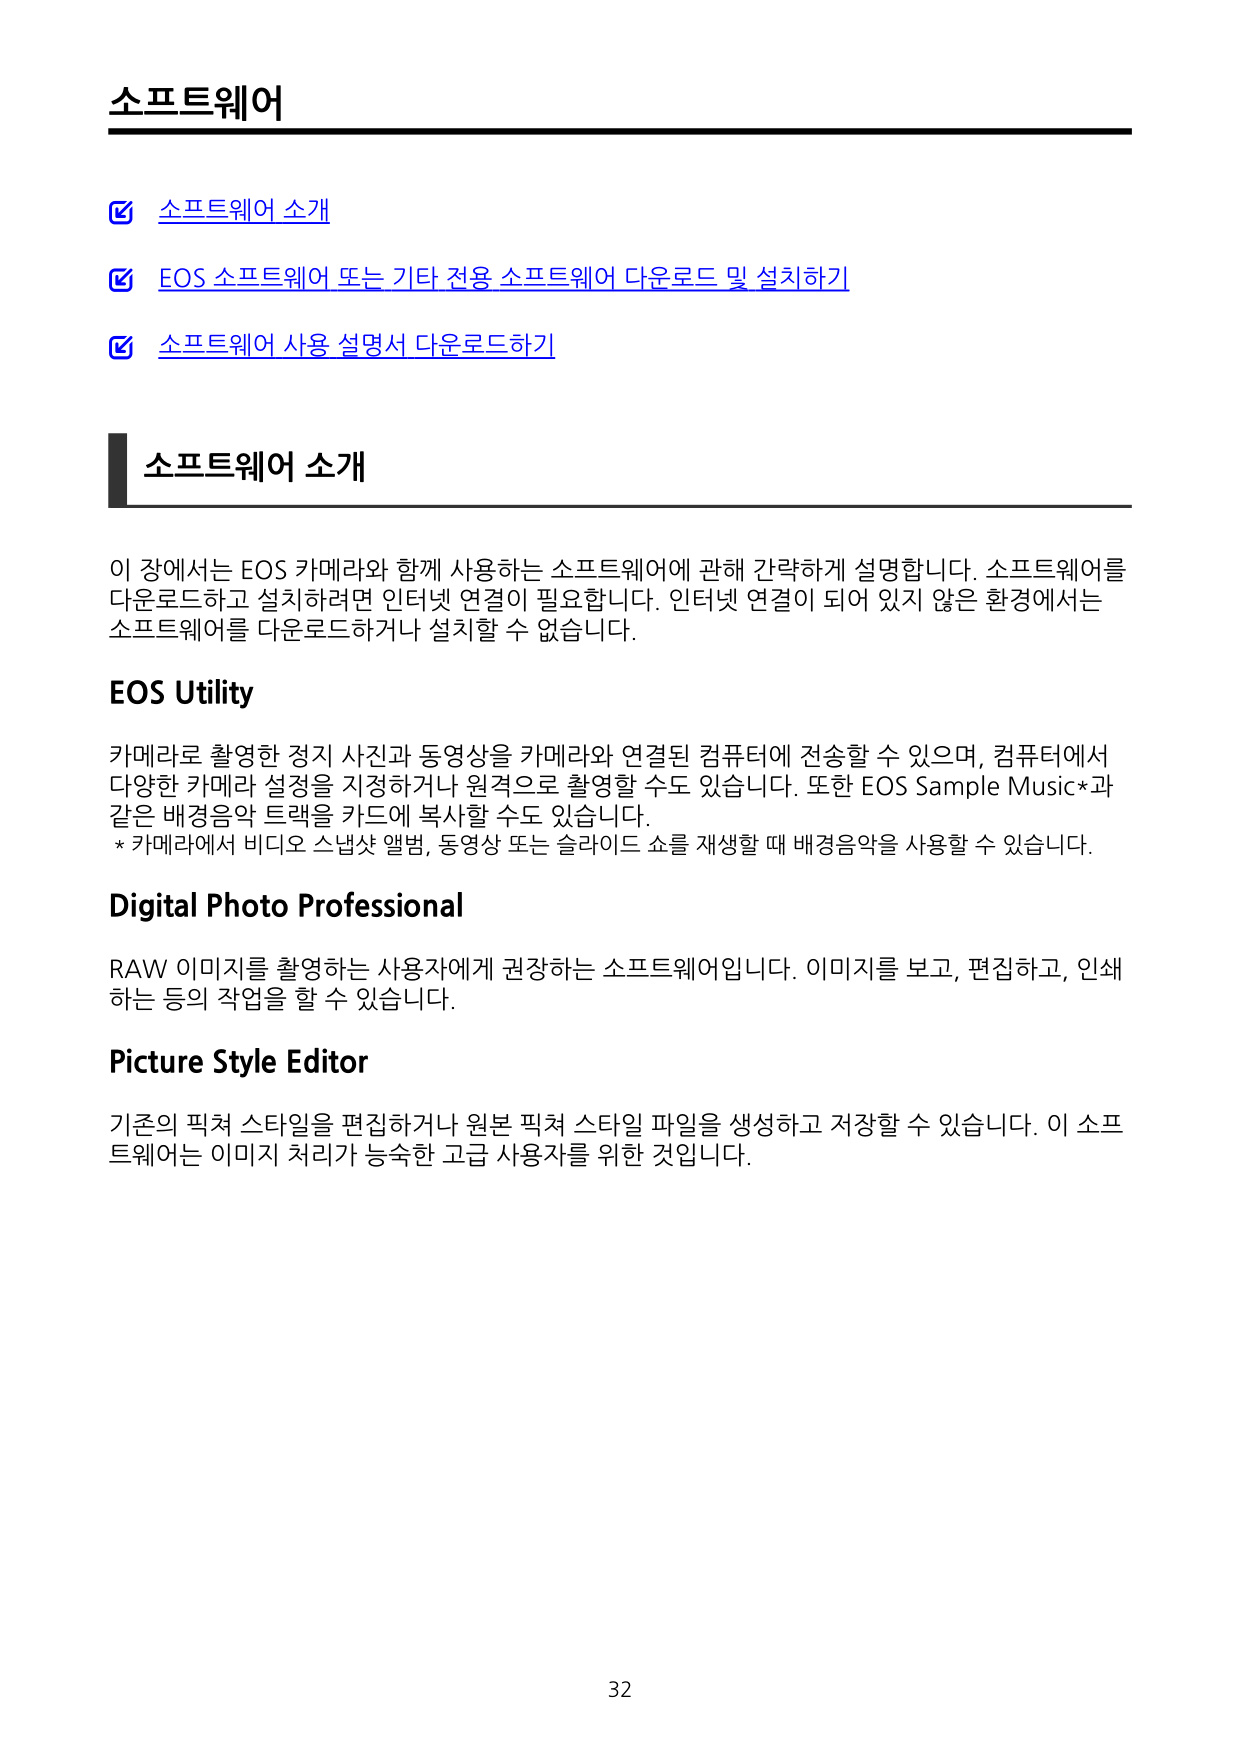 소프트웨어
소프트웨어 소개
EOS 소프트웨어 또는 기타 전용 소프트웨어 다운로드 및 설치하기
소프트웨어 사용 설명서 다운로드하기
소프트웨어 소개
이 장에서는 EOS 카메라와 함께 사용하는 소프트웨어에 관해 간략하게 설명합니다. 소프트웨어를
다운로드하고 설치하려면 인터넷 연결이 필요합니다. 인터넷 연결이 되어 있지 않은 환경에서는
소프트웨어를 다운로드하거나 설치할 수 없습니다.
EOS Utility
카메라로 촬영한 정지 사진과 동영상을 카메라와 연결된 컴퓨터에 전송할 수 있으며, 컴퓨터에서
다양한 카메라 설정을 지정하거나 원격으로 촬영할 수도 있습니다. 또한 EOS Sample Music*과
같은 배경음악 트랙을 카드에 복사할 수도 있습니다.
* 카메라에서 비디오 스냅샷 앨범, 동영상 또는 슬라이드 쇼를 재생할 때 배경음악을 사용할 수 있습니다.
Digital Photo Professional
RAW 이미지를 촬영하는 사용자에게 권장하는 소프트웨어입니다. 이미지를 보고, 편집하고, 인쇄
하는 등의 작업을 할 수 있습니다.
Picture Style Editor
기존의 픽쳐 스타일을 편집하거나 원본 픽쳐 스타일 파일을 생성하고 저장할 수 있습니다. 이 소프
트웨어는 이미지 처리가 능숙한 고급 사용자를 위한 것입니다.
32